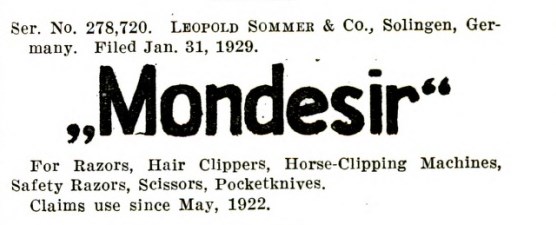 Ser. No. 278,720. LEOPOLD SOMMER & Co., Solingen, Ger-
many. Filed Jan. 31, 1929.
„Mondesir“
For Razors, Hair Clippers, Horse-Clipping Machines,
Safety Razors, Scissors, Pocketknives.
Claims use since May, 1922.